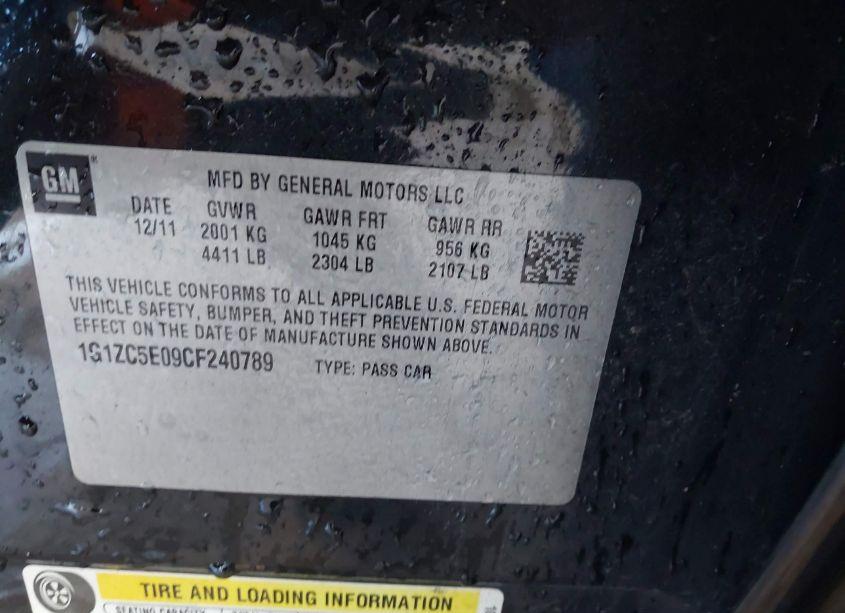 GM®
MFD BY GENERAL MOTORS LLC
DATE GVWR GAWR FRT GAWR RR
12/11 2001 KG 1045 KG 956 KG
4411 LB 2304 LB 2107 LB
THIS VEHICLE CONFORMS TO ALL APPLICABLE U.S. FEDERAL MOTOR
VEHICLE SAFETY, BUMPER, AND THEFT PREVENTION STANDARDS IN
EFFECT ON THE DATE OF MANUFACTURE SHOWN ABOVE.
1G1ZC5E09CF240789 TYPE: PASS CAR
TIRE AND LOADING INFORMATION
SEATING CAPACITY